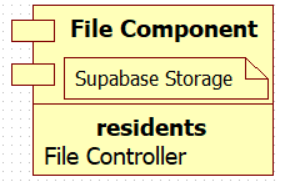 File Component
Supabase Storage
residents
File Controller